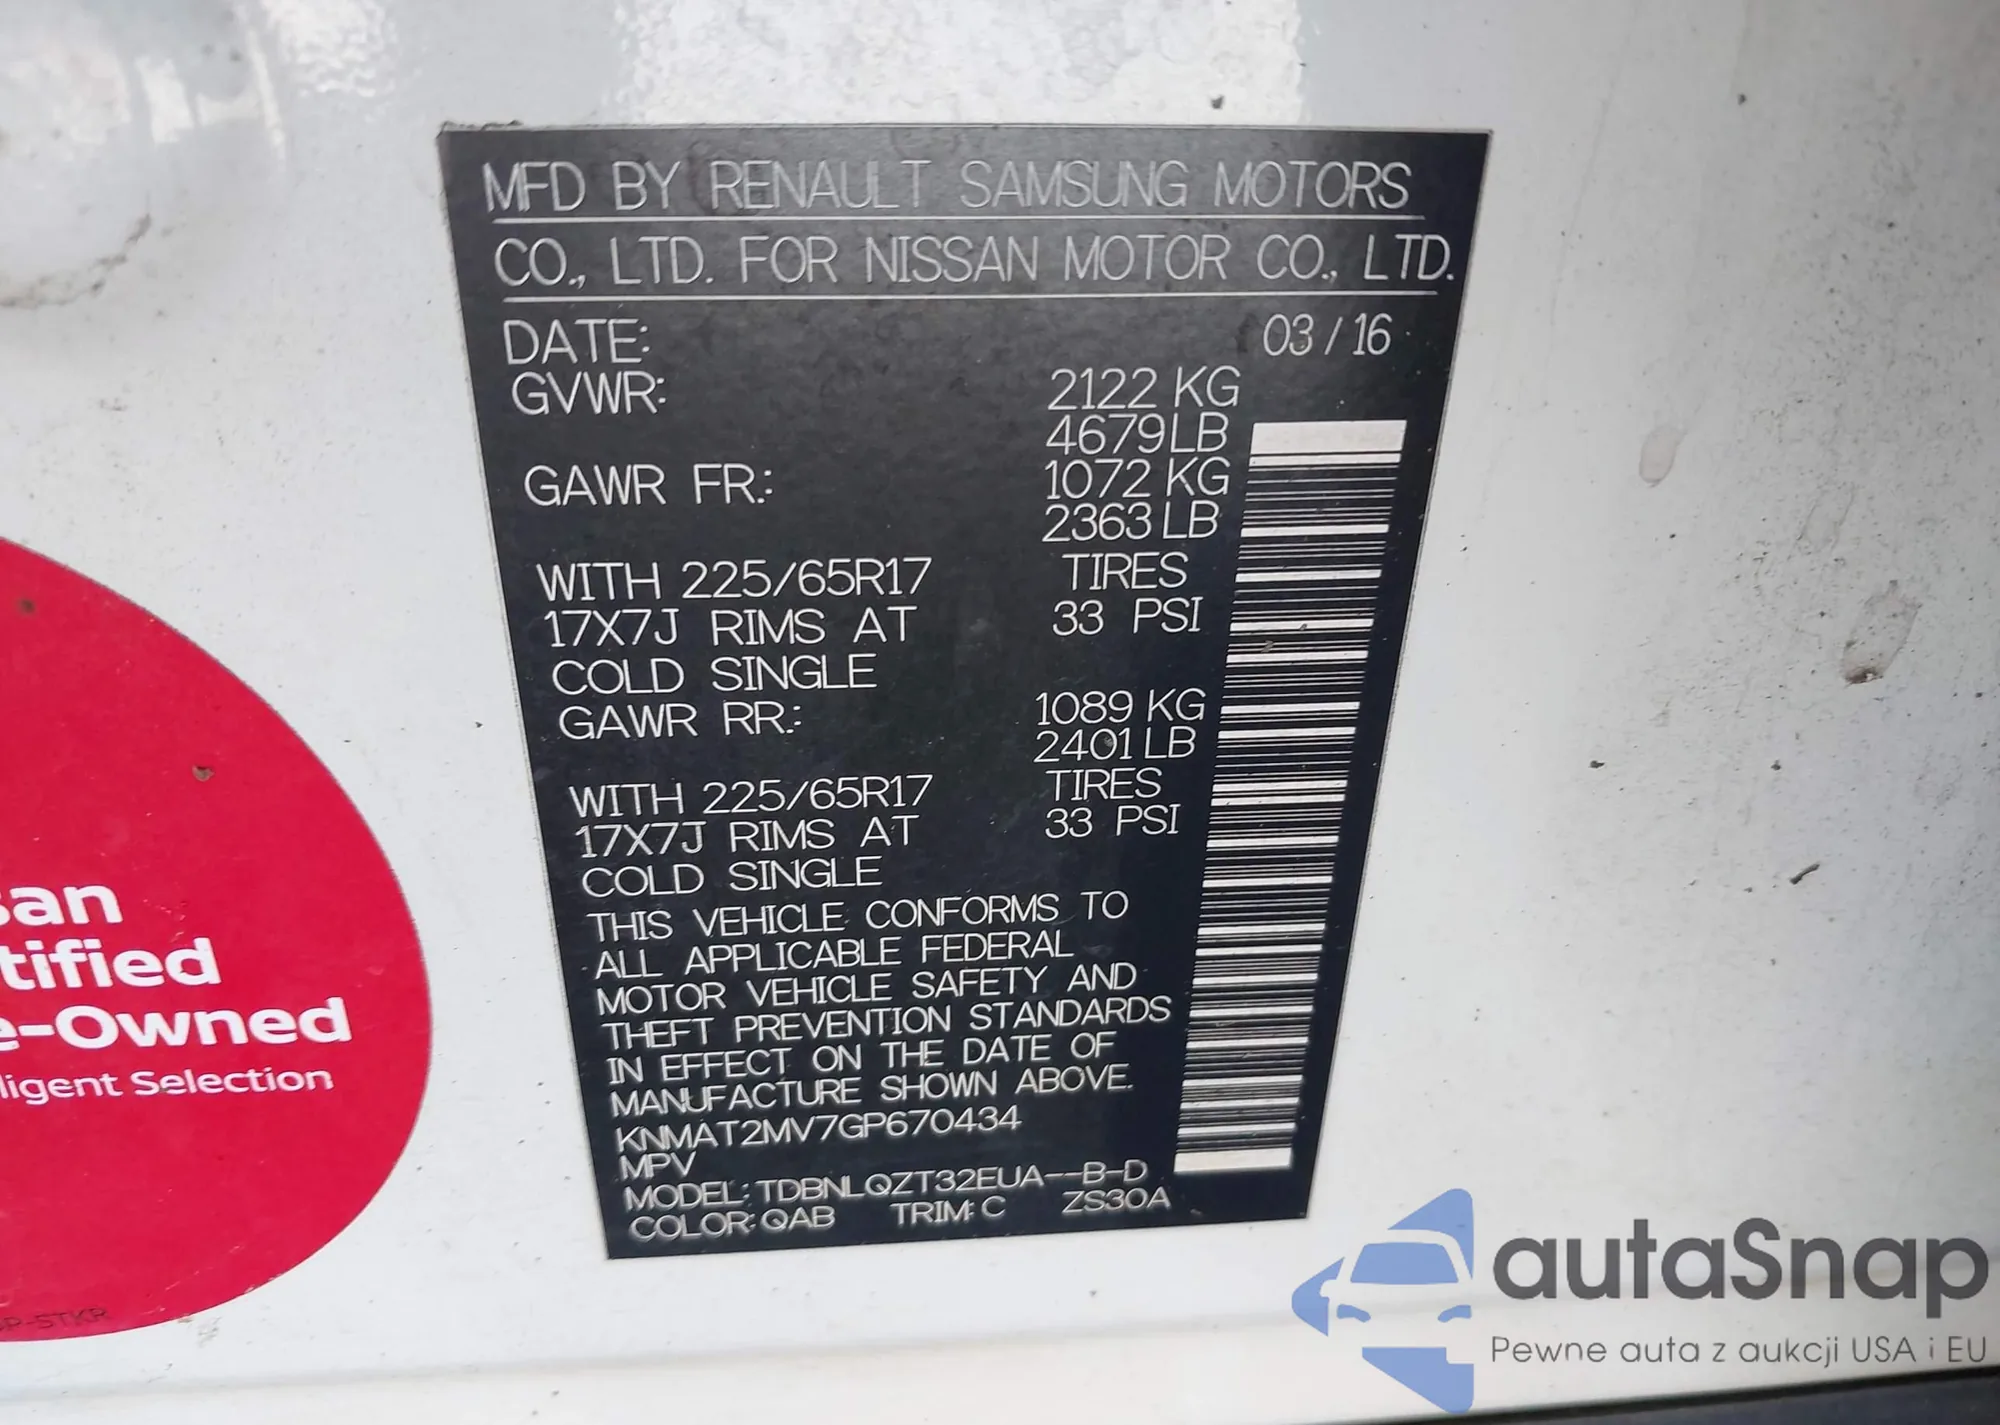 MFD BY RENAULT SAMSUNG MOTORS
CO., LTD. FOR NISSAN MOTOR CO., LTD.
DATE: 03 / 16
GVWR: 2122 KG
4679 LB
GAWR FR.: 1072 KG
2363 LB
WITH 225/65R17 TIRES
17X7J RIMS AT 33 PSI
COLD SINGLE
GAWR RR.: 1089 KG
2401 LB
WITH 225/65R17 TIRES
17X7J RIMS AT 33 PSI
COLD SINGLE
THIS VEHICLE CONFORMS TO
ALL APPLICABLE FEDERAL
MOTOR VEHICLE SAFETY AND
THEFT PREVENTION STANDARDS
IN EFFECT ON THE DATE OF
MANUFACTURE SHOWN ABOVE.
KNMAT2MV7GP670434
MPV
MODEL: TDBNLQZT32EUA--B-D
COLOR: QAB TRIM: C ZS30A
san
tified
e-Owned
ligent Selection
P-STKR
autaSnap
Pewne auta z aukcji USA i EU